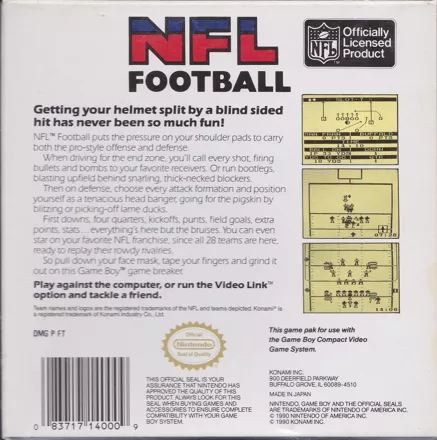 NFL
FOOTBALL
NFL
Officially
Licensed
Product
Getting your helmet split by a blind sided
hit has never been so much fun!
NFL™ Football puts the pressure on your shoulder pads to carry
both the pro-style offense and defense.
When driving for the end zone, you'll call every shot, firing
bullets and bombs to your favorite receivers. Or run bootlegs,
blasting upfield behind snarling, thick-necked blockers.
Then on defense, choose every attack formation and position
yourself as a tenacious head banger, going for the pigskin by
blitzing or picking-off lame ducks.
First downs, four quarters, kickoffs, punts, field goals, extra
points, stats . . . everything's here but the bruises. You can even
star on your favorite NFL franchise, since all 28 teams are here,
ready to replay their rowdy rivalries.
So pull down your face mask, tape your fingers and grind it
out on this Game Boy™ game breaker.
Play against the computer, or run the Video Link™
option and tackle a friend.
Team names and logos are the registered trademarks of the NFL and teams depicted. Konami® is
a registered trademark of Konami Industry Co., Ltd.
DMG P FT
Official
Nintendo
Seal of Quality
This game pak for use with
the Game Boy Compact Video
Game System.
THIS OFFICIAL SEAL IS YOUR
ASSURANCE THAT NINTENDO HAS
APPROVED THE QUALITY OF THIS
PRODUCT. ALWAYS LOOK FOR THIS
SEAL WHEN BUYING GAMES AND
ACCESSORIES TO ENSURE COMPLETE
COMPATIBILITY WITH YOUR GAME
BOY SYSTEM.
KONAMI INC.
900 DEERFIELD PARKWAY
BUFFALO GROVE, IL 60089-4510
MADE IN JAPAN
NINTENDO, GAME BOY AND THE OFFICIAL SEALS
ARE TRADEMARKS OF NINTENDO OF AMERICA INC.
© 1990 NINTENDO OF AMERICA INC.
© 1990 KONAMI INC.
0 83717 14000 9